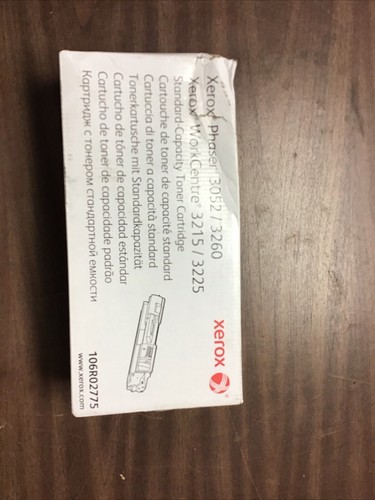 Xerox® Phaser® 3052 / 3260
Xerox® WorkCentre® 3215 / 3225
Standard-Capacity Toner Cartridge
Cartouche de toner de capacité standard
Cartuccia di toner a capacità standard
Tonerkartusche mit Standardkapazität
Cartucho de tóner de capacidad estándar
Cartucho de toner de capacidade padrão
Картридж с тонером стандартной емкости
xerox
106R02775
www.xerox.com